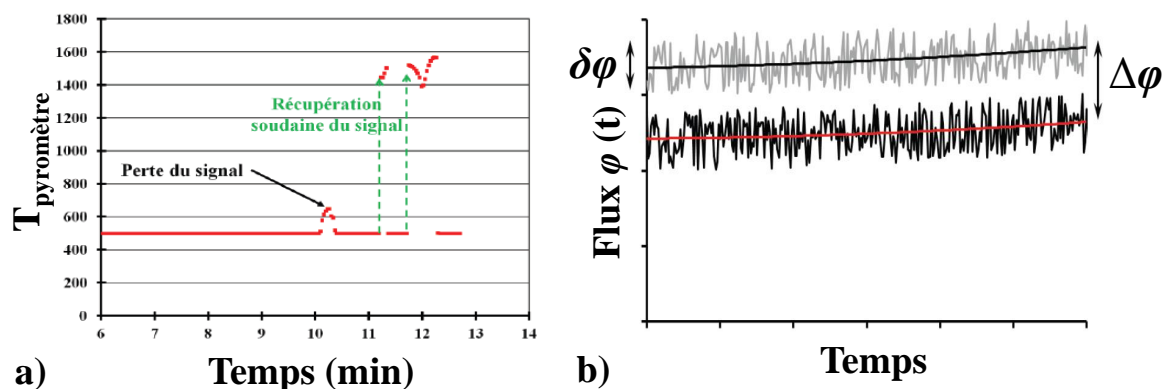 1800
1600
1400
1200
1000
800
600
400
200
0
T pyromètre
Récupération
soudaine du signal
Perte du signal
6 7 8 9 10 11 12 13 14
Temps (min)
a)
δφ
Δφ
Flux φ (t)
Temps
b)